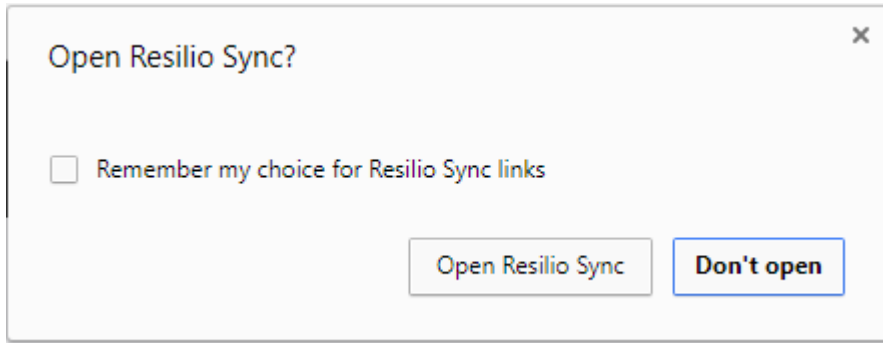 Open Resilio Sync?
Remember my choice for Resilio Sync links
Open Resilio Sync
Don't open